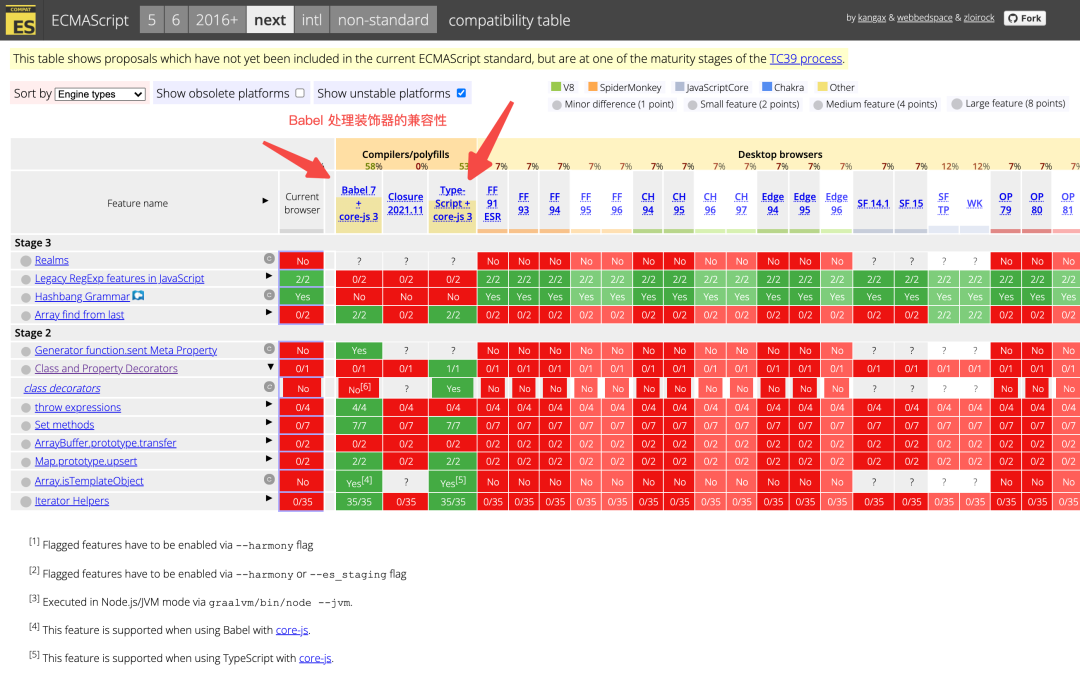 COMPAT ES ECMAScript 5 6 2016+ next intl non-standard compatibility table by kangax & webbedspace & zloirock Fork
This table shows proposals which have not yet been included in the current ECMAScript standard, but are at one of the maturity stages of the TC39 process.
Sort by Engine types Show obsolete platforms Show unstable platforms
V8 SpiderMonkey JavaScriptCore Chakra Other
Minor difference (1 point) Small feature (2 points) Medium feature (4 points) Large feature (8 points)
Babel 处理装饰器的兼容性
Compilers/polyfills Desktop browsers
% 58% 0% 53 7% 7% 7% 7% 7% 7% 7% 7% 7% 7% 7% 7% 7% 7% 12% 12% 7% 7% 7%
Feature name Current browser Babel 7 + core-js 3 Closure 2021.11 Type-Script + core-js 3 FF 91 ESR FF 93 FF 94 FF 95 FF 96 CH 94 CH 95 CH 96 CH 97 Edge 94 Edge 95 Edge 96 SF 14.1 SF 15 SF TP WK OP 79 OP 80 OP 81
Stage 3
Realms c No ? ? ? No No No No No No No No No No No No ? ? ? ? No No No
Legacy RegExp features in JavaScript 2/2 0/2 0/2 0/2 2/2 2/2 2/2 2/2 2/2 2/2 2/2 2/2 2/2 2/2 2/2 2/2 2/2 2/2 2/2 2/2 2/2 2/2 2/2
Hashbang Grammar c Yes No No No Yes Yes Yes Yes Yes Yes Yes Yes Yes Yes Yes Yes Yes Yes Yes Yes Yes Yes Yes
Array find from last 0/2 2/2 0/2 2/2 0/2 0/2 0/2 0/2 0/2 0/2 0/2 0/2 0/2 0/2 0/2 0/2 0/2 0/2 2/2 2/2 0/2 0/2 0/2
Stage 2
Generator function.sent Meta Property c No Yes ? ? No No No No No No No No No No No No ? ? ? ? No No No
Class and Property Decorators 0/1 0/1 0/1 1/1 0/1 0/1 0/1 0/1 0/1 0/1 0/1 0/1 0/1 0/1 0/1 0/1 0/1 0/1 0/1 0/1 0/1 0/1 0/1
class decorators c No No[6] ? Yes No No No No No No No No No No No No ? ? ? ? No No No
throw expressions 0/4 4/4 0/4 0/4 0/4 0/4 0/4 0/4 0/4 0/4 0/4 0/4 0/4 0/4 0/4 0/4 0/4 0/4 0/4 0/4 0/4 0/4 0/4
Set methods 0/7 7/7 0/7 7/7 0/7 0/7 0/7 0/7 0/7 0/7 0/7 0/7 0/7 0/7 0/7 0/7 0/7 0/7 0/7 0/7 0/7 0/7 0/7
ArrayBuffer.prototype.transfer 0/2 0/2 0/2 0/2 0/2 0/2 0/2 0/2 0/2 0/2 0/2 0/2 0/2 0/2 0/2 0/2 0/2 0/2 0/2 0/2 0/2 0/2 0/2
Map.prototype.upsert 0/2 2/2 0/2 2/2 0/2 0/2 0/2 0/2 0/2 0/2 0/2 0/2 0/2 0/2 0/2 0/2 0/2 0/2 0/2 0/2 0/2 0/2 0/2
Array.isTemplateObject c No Yes[4] ? Yes[5] No No No No No No No No No No No No ? ? ? ? No No No
Iterator Helpers 0/35 35/35 0/35 35/35 0/35 0/35 0/35 0/35 0/35 0/35 0/35 0/35 0/35 0/35 0/35 0/35 0/35 0/35 0/35 0/35 0/35 0/35 0/35
[1] Flagged features have to be enabled via --harmony flag
[2] Flagged features have to be enabled via --harmony or --es_staging flag
[3] Executed in Node.js/JVM mode via graalvm/bin/node --jvm.
[4] This feature is supported when using Babel with core-js.
[5] This feature is supported when using TypeScript with core-js.